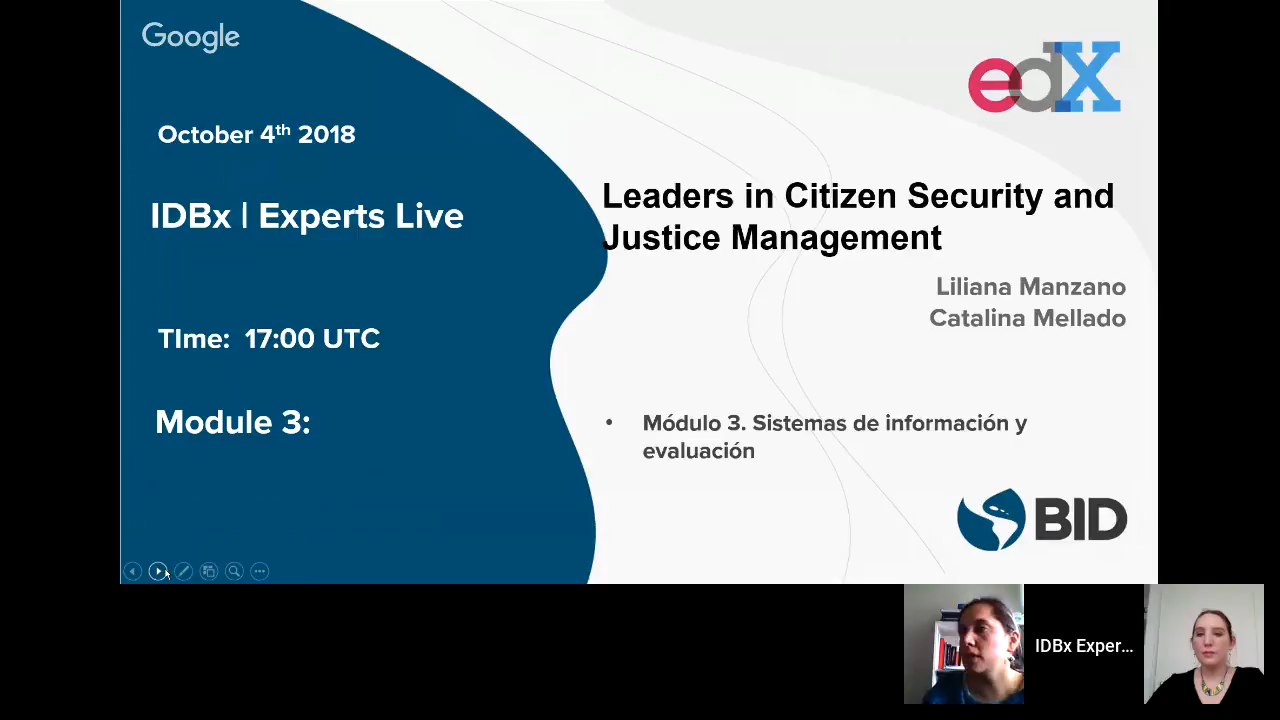 Google
October 4th 2018
IDBx | Experts Live
TIme: 17:00 UTC
Module 3:
edX
Leaders in Citizen Security and
Justice Management
Liliana Manzano
Catalina Mellado
• Módulo 3. Sistemas de información y
evaluación
BID
IDBx Exper...